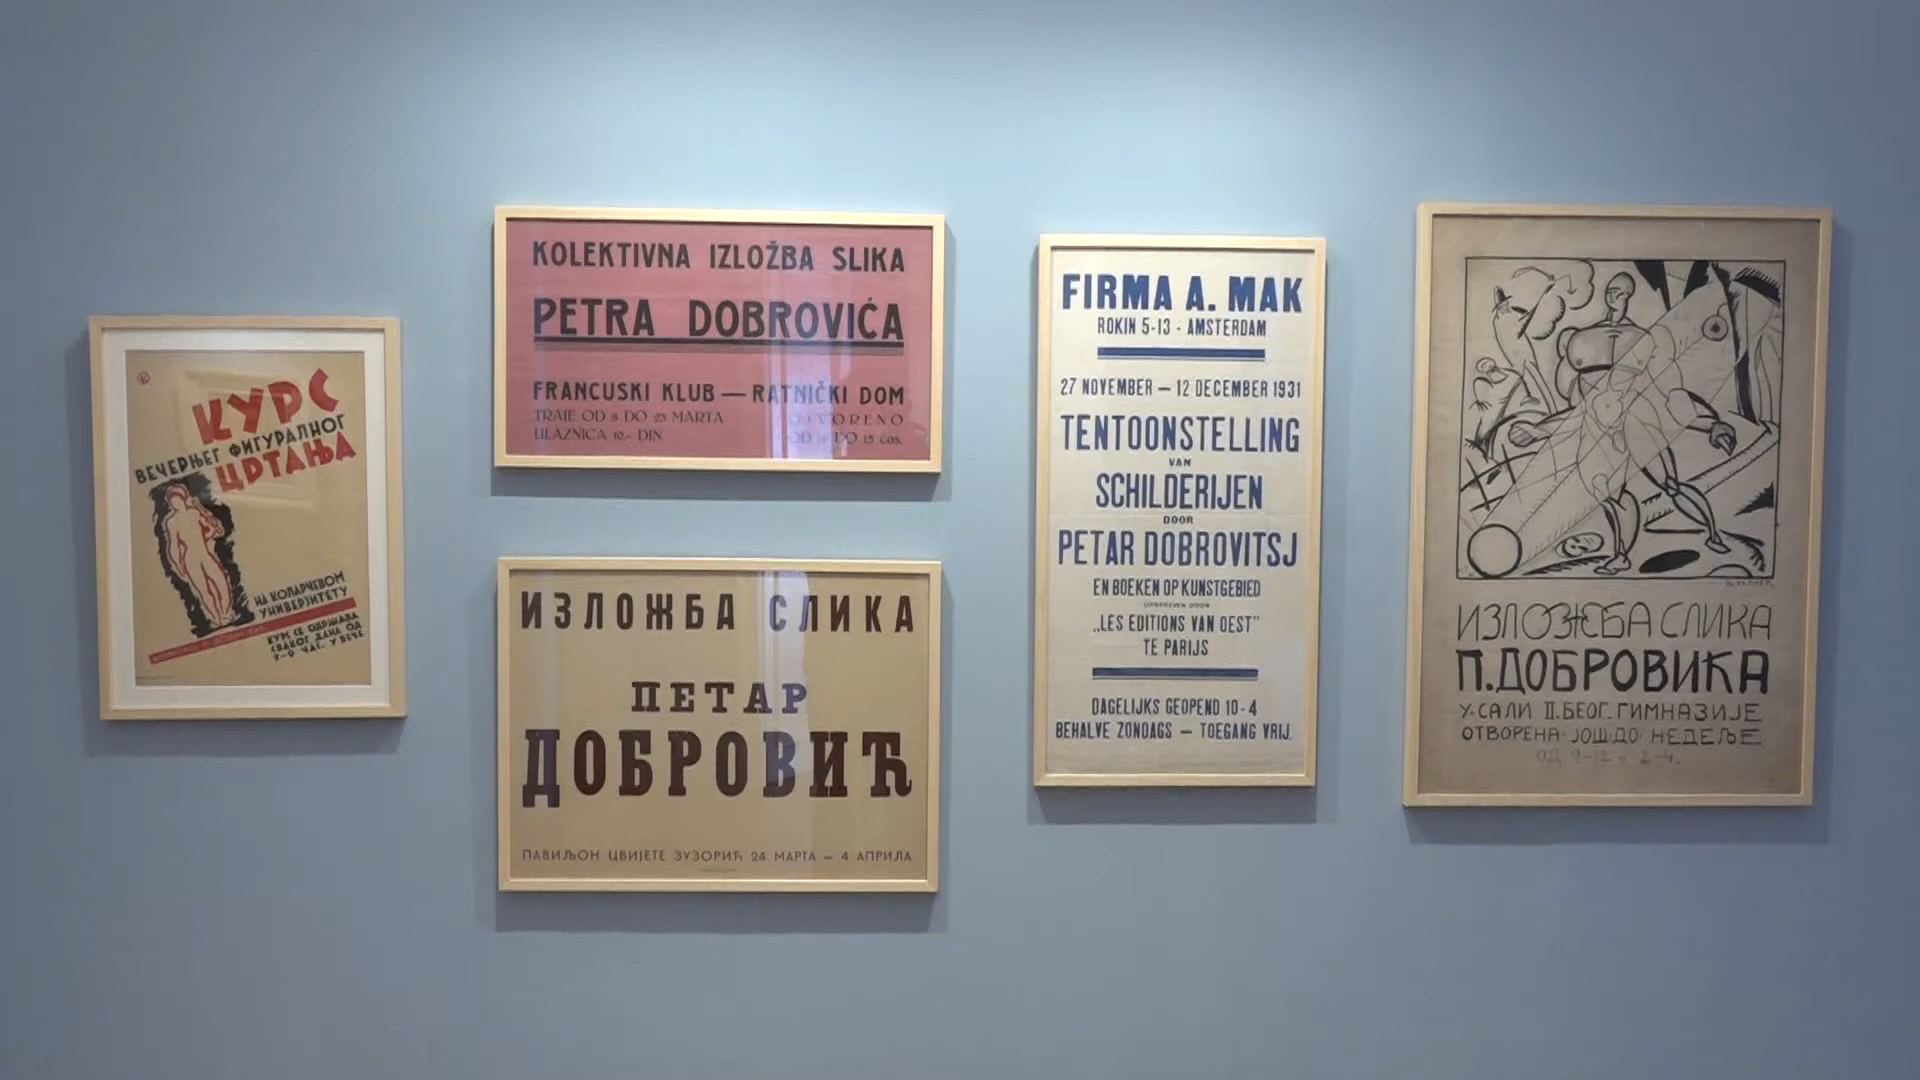 КУРС
ВЕЧЕРЊЕГ ФИГУРАЛНОГ
ЦРТАЊА
НА КОЛАРЧЕВОМ
УНИВЕРЗИТЕТУ
КУРС СЕ ОДРЖАВА
СВАКОГ ДАНА ОД
7-9 ЧАС. У ВЕЧЕ
KOLEKTIVNA IZLOŽBA SLIKA
PETRA DOBROVIĆA
FRANCUSKI KLUB — RATNIČKI DOM
TRAJE OD 8 DO 23 MARTA
OTVORENO
ULAZNICA 10.- DIN
DO 15 čas.
ИЗЛОЖБА СЛИКА
ПЕТАР
ДОБРОВИЋ
ПАВИЉОН ЦВИЈЕТЕ ЗУЗОРИЋ 24 МАРТА — 4 АПРИЛА
FIRMA A. MAK
ROKIN 5-13 - AMSTERDAM
27 NOVEMBER — 12 DECEMBER 1931
TENTOONSTELLING
VAN
SCHILDERIJEN
DOOR
PETAR DOBROVITSJ
EN BOEKEN OP KUNSTGEBIED
UITGEGEVEN DOOR
„LES EDITIONS VAN OEST"
TE PARIJS
DAGELIJKS GEOPEND 10 - 4
BEHALVE ZONDAGS — TOEGANG VRIJ.
ИЗЛОЖБА СЛИКА
П. ДОБРОВИЋА
У·САЛИ II. БЕОГ. ГИМНАЗИЈЕ
ОТВОРЕНА·ЈОШ·ДО·НЕДЕЉЕ
ОД 9-12 - 2-4.